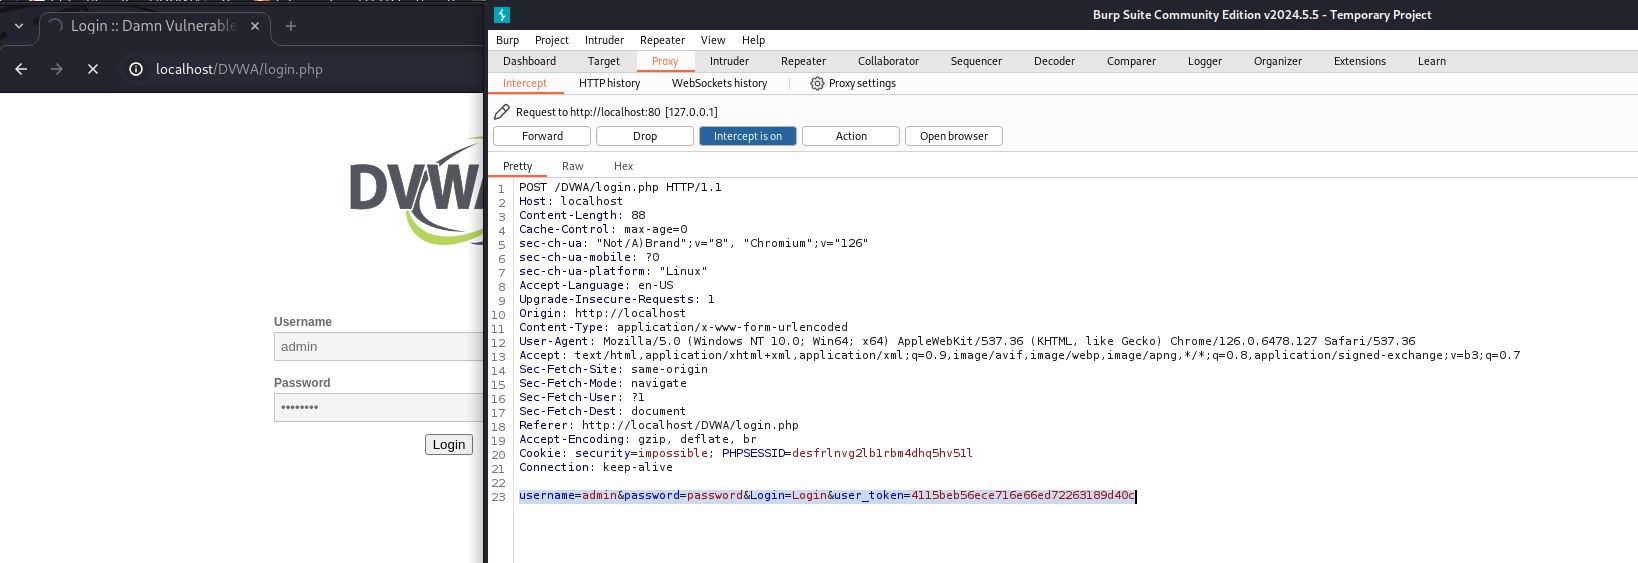 Login :: Damn Vulnerable
localhost/DVWA/login.php
DVWA
Username
admin
Password
••••••••
Login
Burp Suite Community Edition v2024.5.5 - Temporary Project
Burp Project Intruder Repeater View Help
Dashboard Target Proxy Intruder Repeater Collaborator Sequencer Decoder Comparer Logger Organizer Extensions Learn
Intercept HTTP history WebSockets history Proxy settings
Request to http://localhost:80 [127.0.0.1]
Forward Drop Intercept is on Action Open browser
Pretty Raw Hex
1 POST /DVWA/login.php HTTP/1.1
2 Host: localhost
3 Content-Length: 88
4 Cache-Control: max-age=0
5 sec-ch-ua: "Not/A)Brand";v="8", "Chromium";v="126"
6 sec-ch-ua-mobile: ?0
7 sec-ch-ua-platform: "Linux"
8 Accept-Language: en-US
9 Upgrade-Insecure-Requests: 1
10 Origin: http://localhost
11 Content-Type: application/x-www-form-urlencoded
12 User-Agent: Mozilla/5.0 (Windows NT 10.0; Win64; x64) AppleWebKit/537.36 (KHTML, like Gecko) Chrome/126.0.6478.127 Safari/537.36
13 Accept: text/html,application/xhtml+xml,application/xml;q=0.9,image/avif,image/webp,image/apng,*/*;q=0.8,application/signed-exchange;v=b3;q=0.7
14 Sec-Fetch-Site: same-origin
15 Sec-Fetch-Mode: navigate
16 Sec-Fetch-User: ?1
17 Sec-Fetch-Dest: document
18 Referer: http://localhost/DVWA/login.php
19 Accept-Encoding: gzip, deflate, br
20 Cookie: security=impossible; PHPSESSID=desfrlnvg2lb1rbm4dhq5hv51l
21 Connection: keep-alive
22
23 username=admin&password=password&Login=Login&user_token=4115beb56ece716e66ed72263189d40c